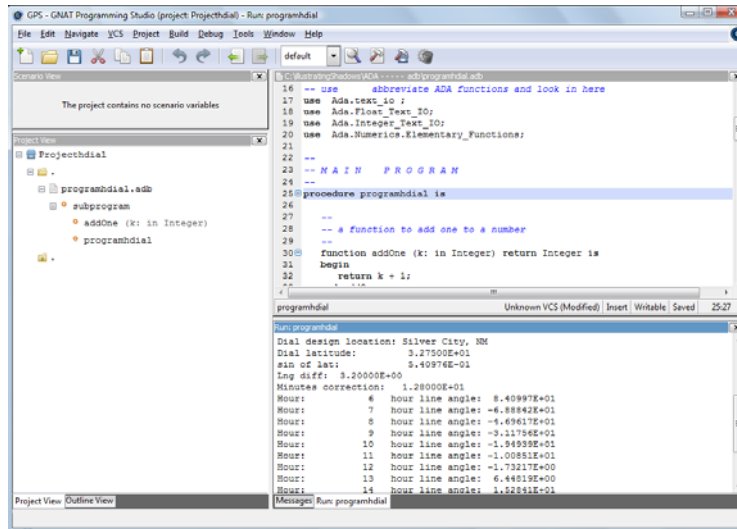 GPS - GNAT Programming Studio (project: Projecthdial) - Run: programhdial
File Edit Navigate VCS Project Build Debug Tools Window Help
default
Scenario View
The project contains no scenario variables
Project View
Projecthdial
.
programhdial.adb
subprogram
addOne (k: in Integer)
programhdial
.
Project View Outline View
C:\IllustratingShadows\ADA - - - - - adb\programhdial.adb
16 -- use abbreviate ADA functions and look in here
17 use Ada.text_io ;
18 use Ada.Float_Text_IO;
19 use Ada.Integer_Text_IO;
20 use Ada.Numerics.Elementary_Functions;
21
22 --
23 -- M A I N P R O G R A M
24 --
25 procedure programhdial is
26
27 --
28 -- a function to add one to a number
29 --
30 function addOne (k: in Integer) return Integer is
31 begin
32 return k + 1;
programhdial Unknown VCS (Modified) Insert Writable Saved 25:27
Run: programhdial
Dial design location: Silver City, NM
Dial latitude: 3.27500E+01
sin of lat: 5.40976E-01
Lng diff: 3.20000E+00
Minutes correction: 1.28000E+01
Hour: 6 hour line angle: 8.40997E+01
Hour: 7 hour line angle: -6.88842E+01
Hour: 8 hour line angle: -4.69617E+01
Hour: 9 hour line angle: -3.11756E+01
Hour: 10 hour line angle: -1.94939E+01
Hour: 11 hour line angle: -1.00851E+01
Hour: 12 hour line angle: -1.73217E+00
Hour: 13 hour line angle: 6.44819E+00
Hour: 14 hour line angle: 1.52841E+01
Messages Run: programhdial